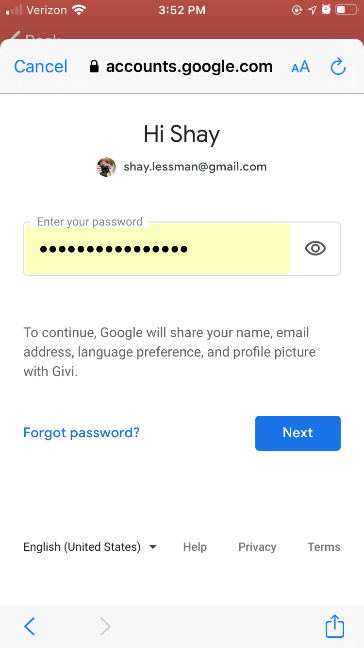 Verizon 3:52 PM
Back
Cancel accounts.google.com AA
Hi Shay
shay.lessman@gmail.com
Enter your password
••••••••••••••••
To continue, Google will share your name, email
address, language preference, and profile picture
with Givi.
Forgot password? Next
English (United States) Help Privacy Terms